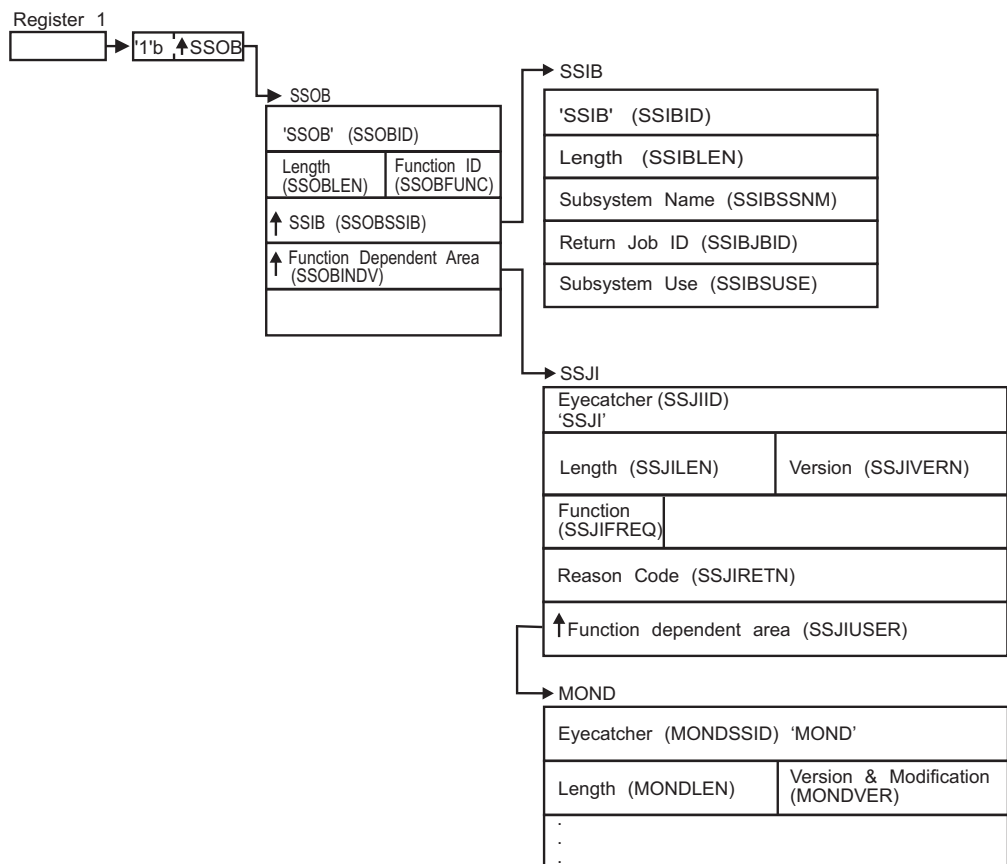 Register 1
'1'b SSOB
SSOB
'SSOB' (SSOBID)
Length
(SSOBLEN)
Function ID
(SSOBFUNC)
SSIB (SSOBSSIB)
Function Dependent Area
(SSOBINDV)
SSIB
'SSIB' (SSIBID)
Length (SSIBLEN)
Subsystem Name (SSIBSSNM)
Return Job ID (SSIBJBID)
Subsystem Use (SSIBSUSE)
SSJI
Eyecatcher (SSJIID)
‘SSJI’
Length (SSJILEN)
Version (SSJIVERN)
Function
(SSJIFREQ)
Reason Code (SSJIRETN)
Function dependent area (SSJIUSER)
MOND
Eyecatcher (MONDSSID) ‘MOND’
Length (MONDLEN)
Version & Modification
(MONDVER)
.
.
.